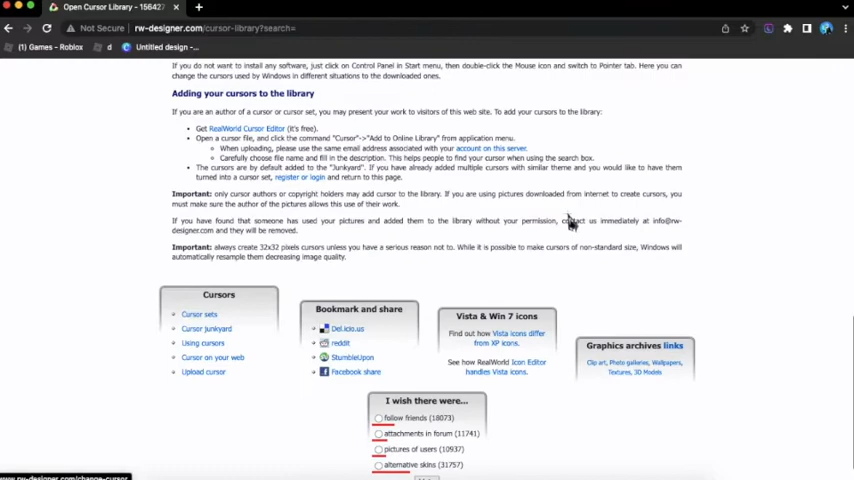 Open Cursor Library - 156427
Not Secure | rw-designer.com/cursor-library?search=
(1) Games - Roblox
d
Untitled design –...
If you do not want to install any software, just click on Control Panel in Start menu, then double-click the Mouse icon and switch to Pointer tab. Here you can
change the cursors used by Windows in different situations to the downloaded ones.
Adding your cursors to the library
If you are an author of a cursor or cursor set, you may present your work to visitors of this web site. To add your cursors to the library:
Get RealWorld Cursor Editor (it's free).
Open a cursor file, and click the command "Cursor"->"Add to Online Library" from application menu.
When uploading, please use the same email address associated with your account on this server.
Carefully choose file name and fill in the description. This helps people to find your cursor when using the search box.
The cursors are by default added to the "Junkyard". If you have already added multiple cursors with similar theme and you would like to have them
turned into a cursor set, register or login and return to this page.
Important: only cursor authors or copyright holders may add cursor to the library. If you are using pictures downloaded from internet to create cursors, you
must make sure the author of the pictures allows this use of their work.
If you have found that someone has used your pictures and added them to the library without your permission, contact us immediately at info@rw-
designer.com and they will be removed.
Important: always create 32x32 pixels cursors unless you have a serious reason not to. While it is possible to make cursors of non-standard size, Windows will
automatically resample them decreasing image quality.
Cursors
Cursor sets
Cursor junkyard
Using cursors
Cursor on your web
Upload cursor
Bookmark and share
Del.icio.us
reddit
StumbleUpon
Facebook share
Vista & Win 7 icons
Find out how Vista icons differ
from XP icons.
See how RealWorld Icon Editor
handles Vista icons.
Graphics archives links
Clip art, Photo galleries, Wallpapers,
Textures, 3D Models
I wish there were...
follow friends (18073)
attachments in forum (11741)
pictures of users (10937)
alternative skins (31757)
www.rw-designer.com/change-cursor